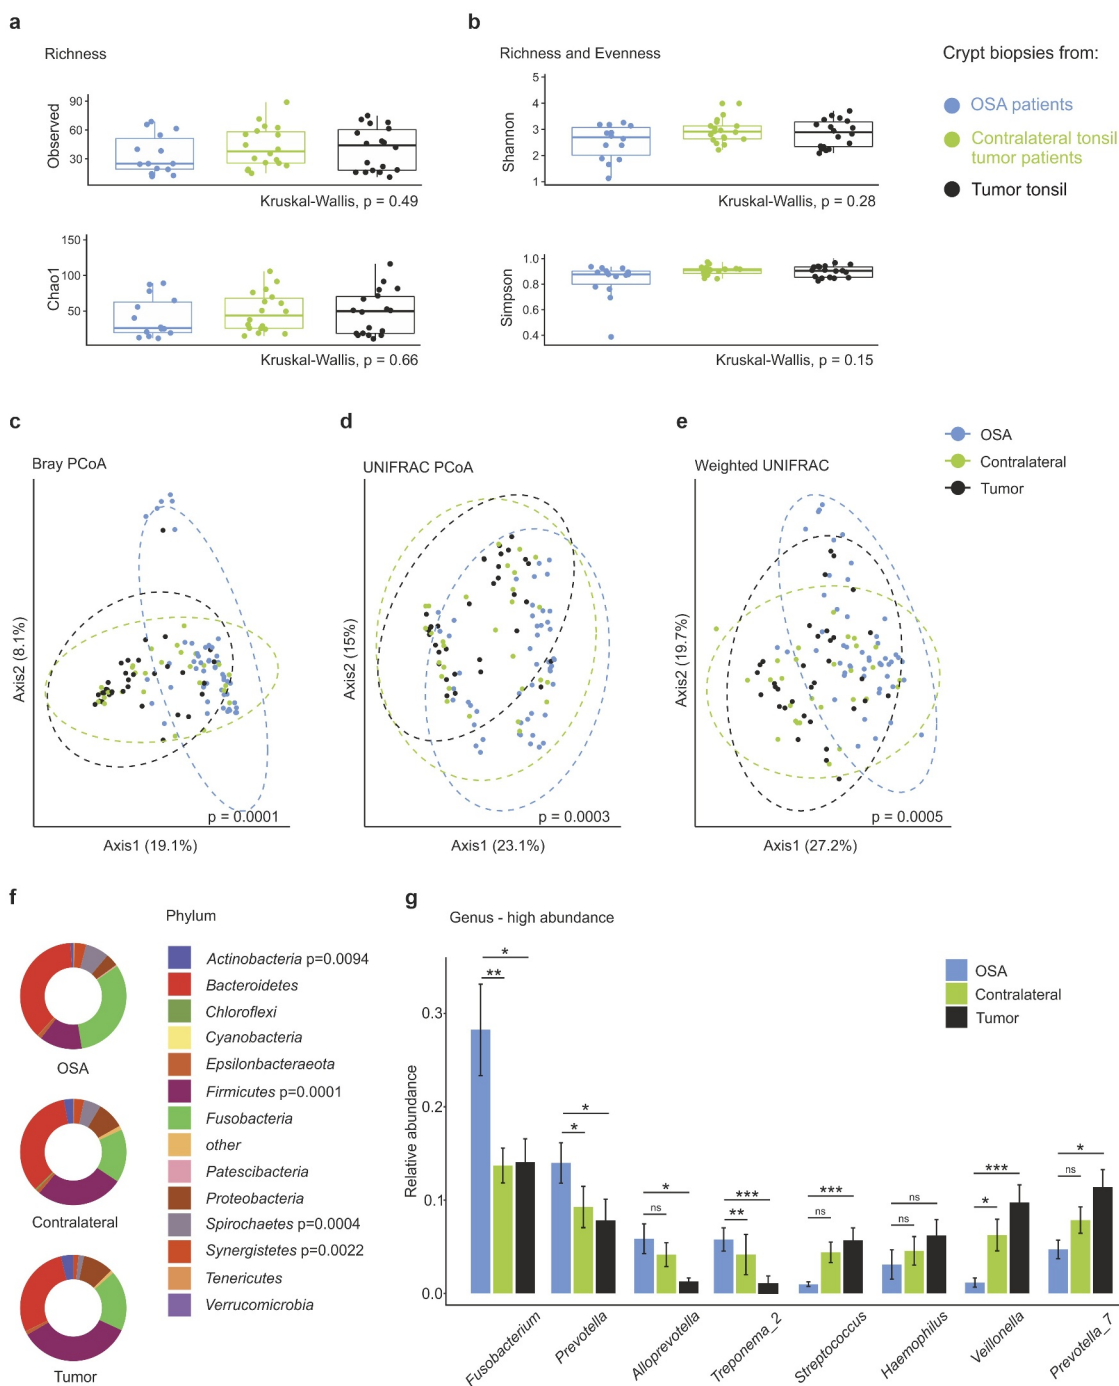 a
Richness
Observed
90
60
30
Kruskal-Wallis, p = 0.49
Chao1
150
100
50
Kruskal-Wallis, p = 0.66
b
Richness and Evenness
Shannon
5
4
3
2
1
Kruskal-Wallis, p = 0.28
Simpson
1.0
0.8
0.6
0.4
Kruskal-Wallis, p = 0.15
Crypt biopsies from:
OSA patients
Contralateral tonsil
tumor patients
Tumor tonsil
c
Bray PCoA
Axis2 (8.1%)
p = 0.0001
Axis1 (19.1%)
d
UNIFRAC PCoA
Axis2 (15%)
p = 0.0003
Axis1 (23.1%)
e
Weighted UNIFRAC
Axis2 (19.7%)
p = 0.0005
Axis1 (27.2%)
OSA
Contralateral
Tumor
f
OSA
Contralateral
Tumor
Phylum
Actinobacteria p=0.0094
Bacteroidetes
Chloroflexi
Cyanobacteria
Epsilonbacteraeota
Firmicutes p=0.0001
Fusobacteria
other
Patescibacteria
Proteobacteria
Spirochaetes p=0.0004
Synergistetes p=0.0022
Tenericutes
Verrucomicrobia
g
Genus - high abundance
Relative abundance
0.3
0.2
0.1
0.0
*
**
*
*
*
ns
***
**
***
ns
ns
ns
***
*
*
ns
OSA
Contralateral
Tumor
Fusobacterium
Prevotella
Alloprevotella
Treponema_2
Streptococcus
Haemophilus
Veillonella
Prevotella_7